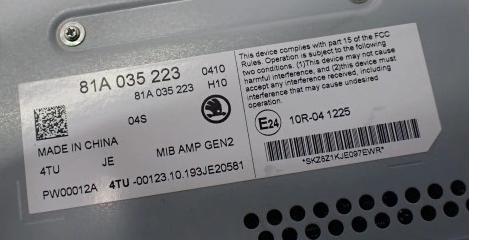 81A 035 223 0410
81A 035 223 H10
04S
MADE IN CHINA
4TU JE MIB AMP GEN2
PW00012A 4TU -00123.10.193JE20581
This device complies with part 15 of the FCC
Rules. Operation is subject to the following
two conditions. (1)This device may not cause
harmful interference, and (2)this device must
accept any interference received, including
interference that may cause undesired
operation.
E24 10R-04 1225
*SKZ6Z1KJE097EWR*